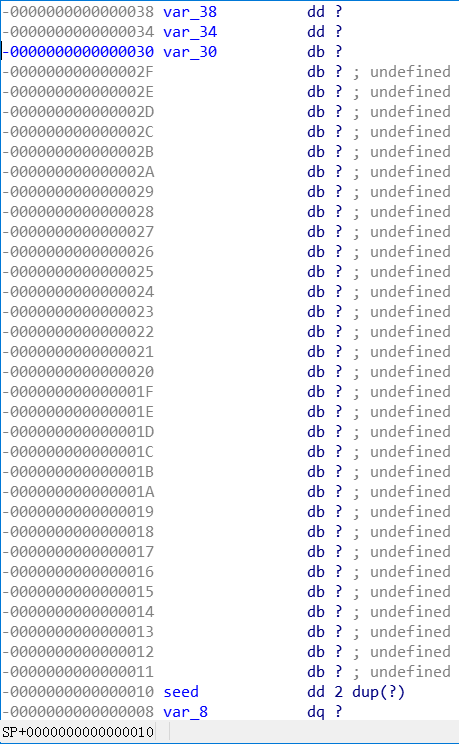 -0000000000000038 var_38 dd ?
-0000000000000034 var_34 dd ?
-0000000000000030 var_30 db ?
-000000000000002F db ? ; undefined
-000000000000002E db ? ; undefined
-000000000000002D db ? ; undefined
-000000000000002C db ? ; undefined
-000000000000002B db ? ; undefined
-000000000000002A db ? ; undefined
-0000000000000029 db ? ; undefined
-0000000000000028 db ? ; undefined
-0000000000000027 db ? ; undefined
-0000000000000026 db ? ; undefined
-0000000000000025 db ? ; undefined
-0000000000000024 db ? ; undefined
-0000000000000023 db ? ; undefined
-0000000000000022 db ? ; undefined
-0000000000000021 db ? ; undefined
-0000000000000020 db ? ; undefined
-000000000000001F db ? ; undefined
-000000000000001E db ? ; undefined
-000000000000001D db ? ; undefined
-000000000000001C db ? ; undefined
-000000000000001B db ? ; undefined
-000000000000001A db ? ; undefined
-0000000000000019 db ? ; undefined
-0000000000000018 db ? ; undefined
-0000000000000017 db ? ; undefined
-0000000000000016 db ? ; undefined
-0000000000000015 db ? ; undefined
-0000000000000014 db ? ; undefined
-0000000000000013 db ? ; undefined
-0000000000000012 db ? ; undefined
-0000000000000011 db ? ; undefined
-0000000000000010 seed dd 2 dup(?)
-0000000000000008 var_8 dq ?
SP+0000000000000010